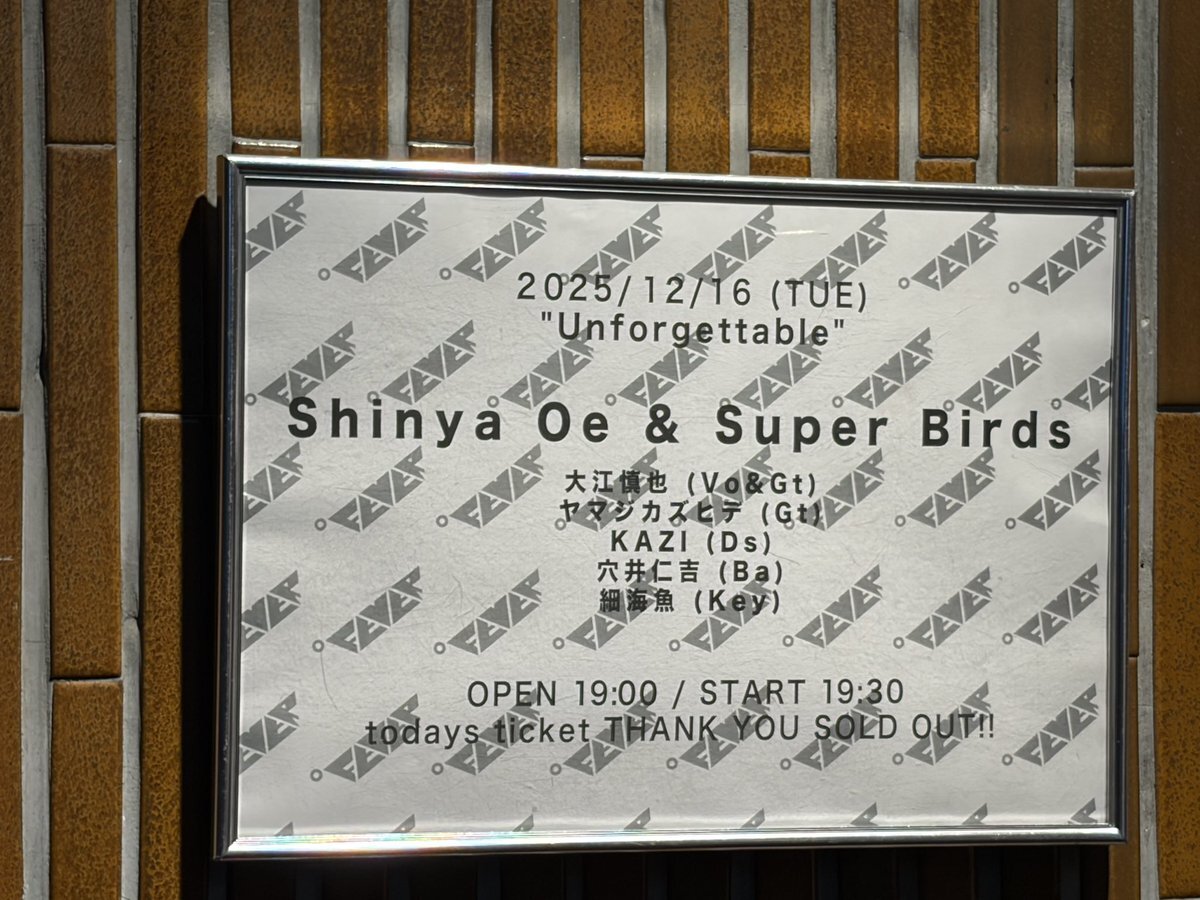 2025/12/16 (TUE)
"Unforgettable"
Shinya Oe & Super Birds
大江慎也 (Vo&Gt)
ヤマジカズヒデ (Gt)
KAZI (Ds)
穴井仁吉 (Ba)
細海魚 (Key)
OPEN 19:00 / START 19:30
todays ticket THANK YOU SOLD OUT!!